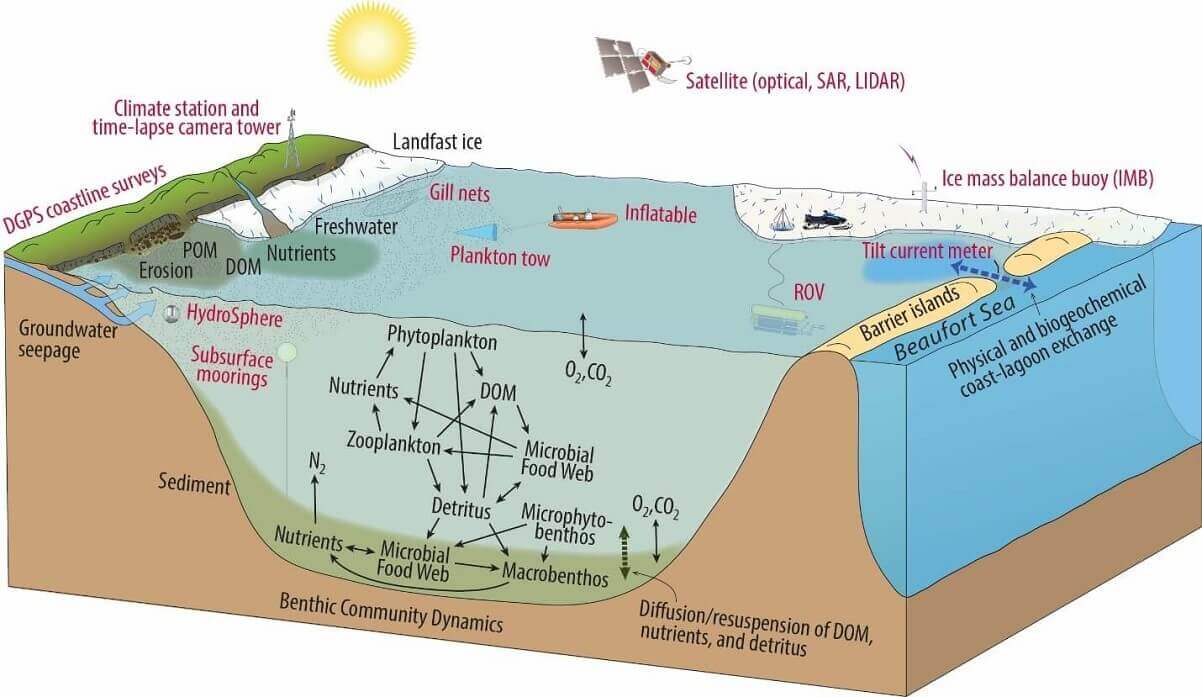 Satellite (optical, SAR, LIDAR)
Climate station and
time-lapse camera tower
Landfast ice
DGPS coastline surveys
Gill nets
Ice mass balance buoy (IMB)
Inflatable
Freshwater
POM
Nutrients
Erosion
DOM
Plankton tow
Tilt current meter
ROV
HydroSphere
Barrier islands
Beaufort Sea
Physical and biogeochemical
coast-lagoon exchange
Groundwater
seepage
Subsurface
moorings
Phytoplankton
O2,CO2
Nutrients
DOM
Zooplankton
Microbial
Food Web
N2
Sediment
Detritus
Microphyto-
benthos
O2,CO2
Nutrients
Microbial
Food Web
Macrobenthos
Benthic Community Dynamics
Diffusion/resuspension of DOM,
nutrients, and detritus